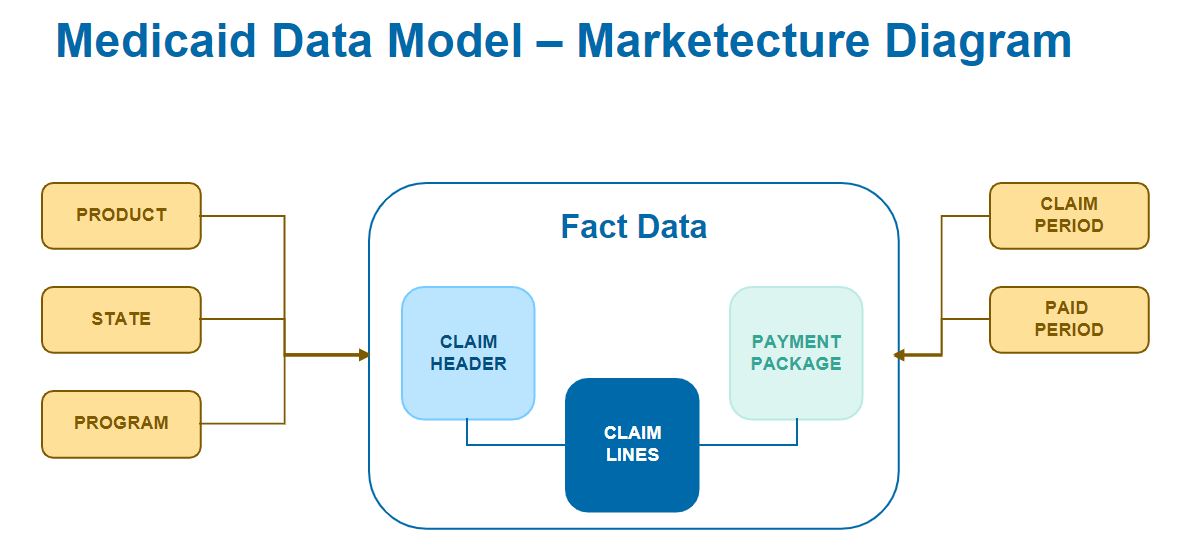 Medicaid Data Model – Marketecture Diagram
PRODUCT
STATE
PROGRAM
Fact Data
CLAIM
HEADER
CLAIM
LINES
PAYMENT
PACKAGE
CLAIM
PERIOD
PAID
PERIOD